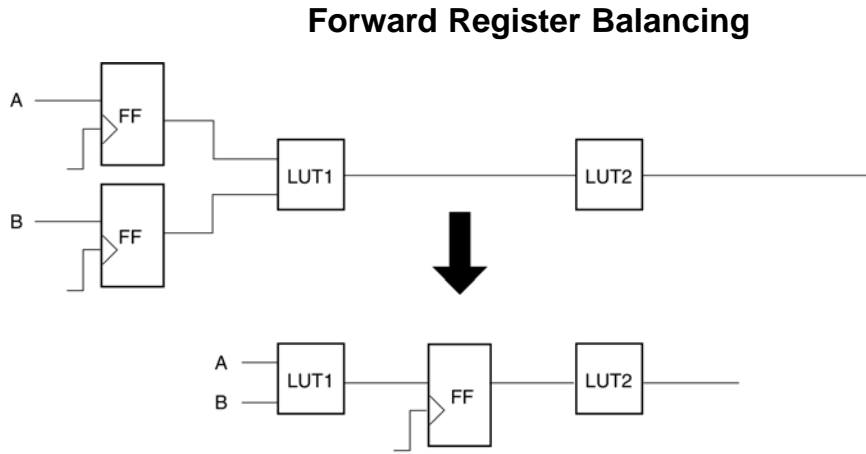 Forward Register Balancing
A
FF
LUT1
LUT2
B
FF
A
LUT1
FF
LUT2
B